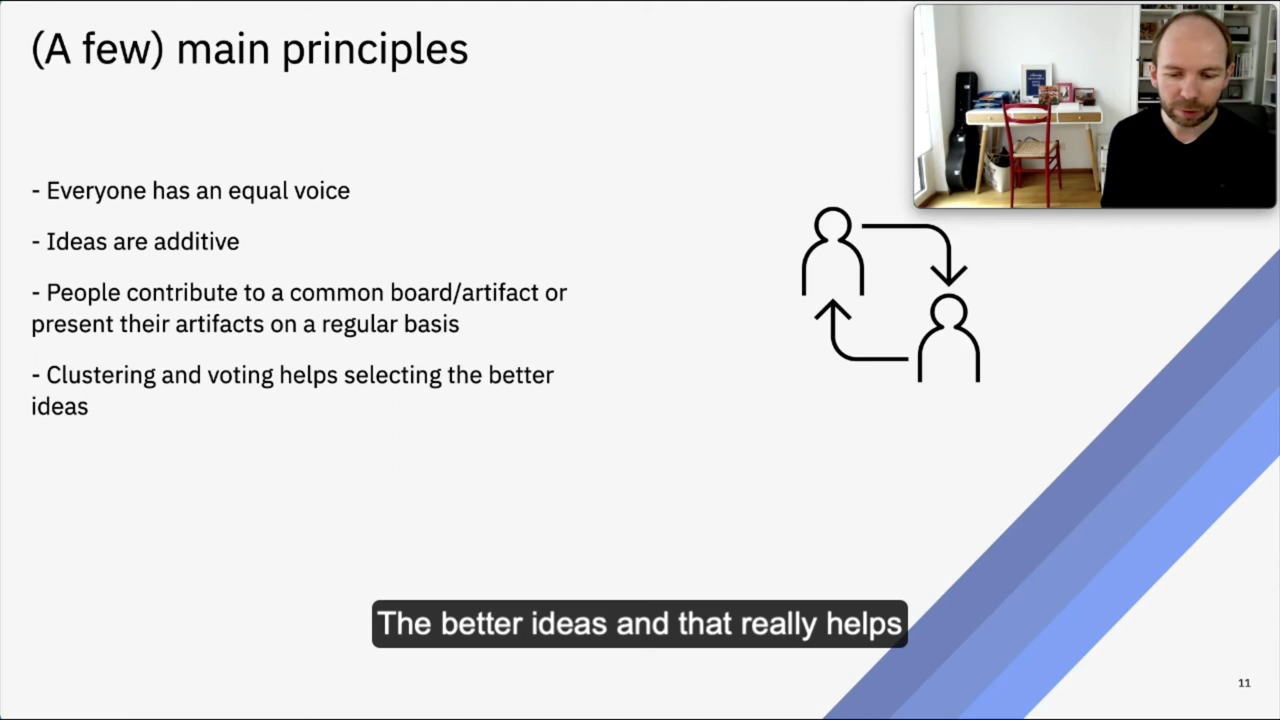 (A few) main principles
- Everyone has an equal voice
- Ideas are additive
- People contribute to a common board/artifact or
present their artifacts on a regular basis
- Clustering and voting helps selecting the better
ideas
The better ideas and that really helps
11